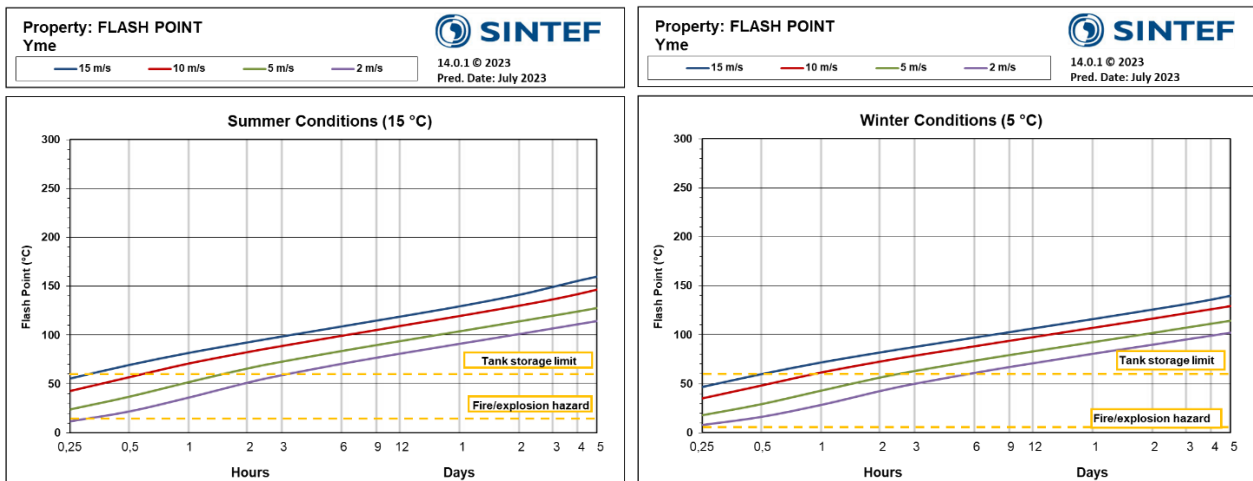 Property: FLASH POINT
Yme
SINTEF
15 m/s 10 m/s 5 m/s 2 m/s
14.0.1 © 2023
Pred. Date: July 2023
Summer Conditions (15 °C)
Flash Point (°C)
300
250
200
150
100
50
0
Tank storage limit
Fire/explosion hazard
0,25 0,5 1 2 3 6 9 12 1 2 3 4 5
Hours Days
Property: FLASH POINT
Yme
SINTEF
15 m/s 10 m/s 5 m/s 2 m/s
14.0.1 © 2023
Pred. Date: July 2023
Winter Conditions (5 °C)
Flash Point (°C)
300
250
200
150
100
50
0
Tank storage limit
Fire/explosion hazard
0,25 0,5 1 2 3 6 9 12 1 2 3 4 5
Hours Days